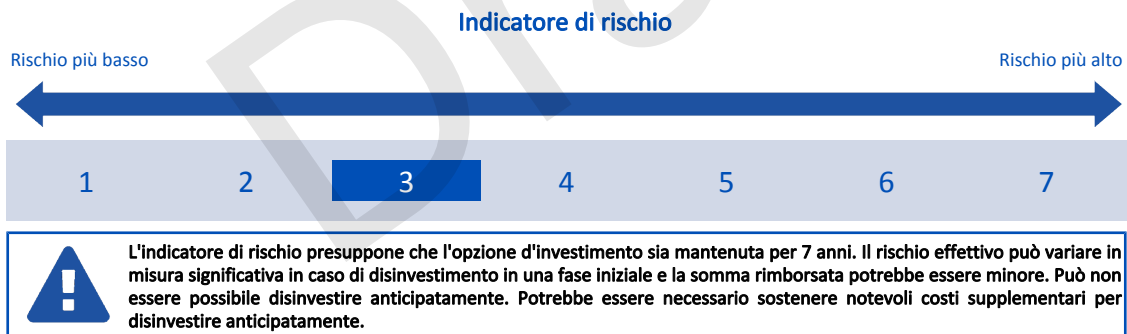 Indicatore di rischio
Rischio più basso
Rischio più alto
1 2 3 4 5 6 7
L'indicatore di rischio presuppone che l'opzione d'investimento sia mantenuta per 7 anni. Il rischio effettivo può variare in
misura significativa in caso di disinvestimento in una fase iniziale e la somma rimborsata potrebbe essere minore. Può non
essere possibile disinvestire anticipatamente. Potrebbe essere necessario sostenere notevoli costi supplementari per
disinvestire anticipatamente.